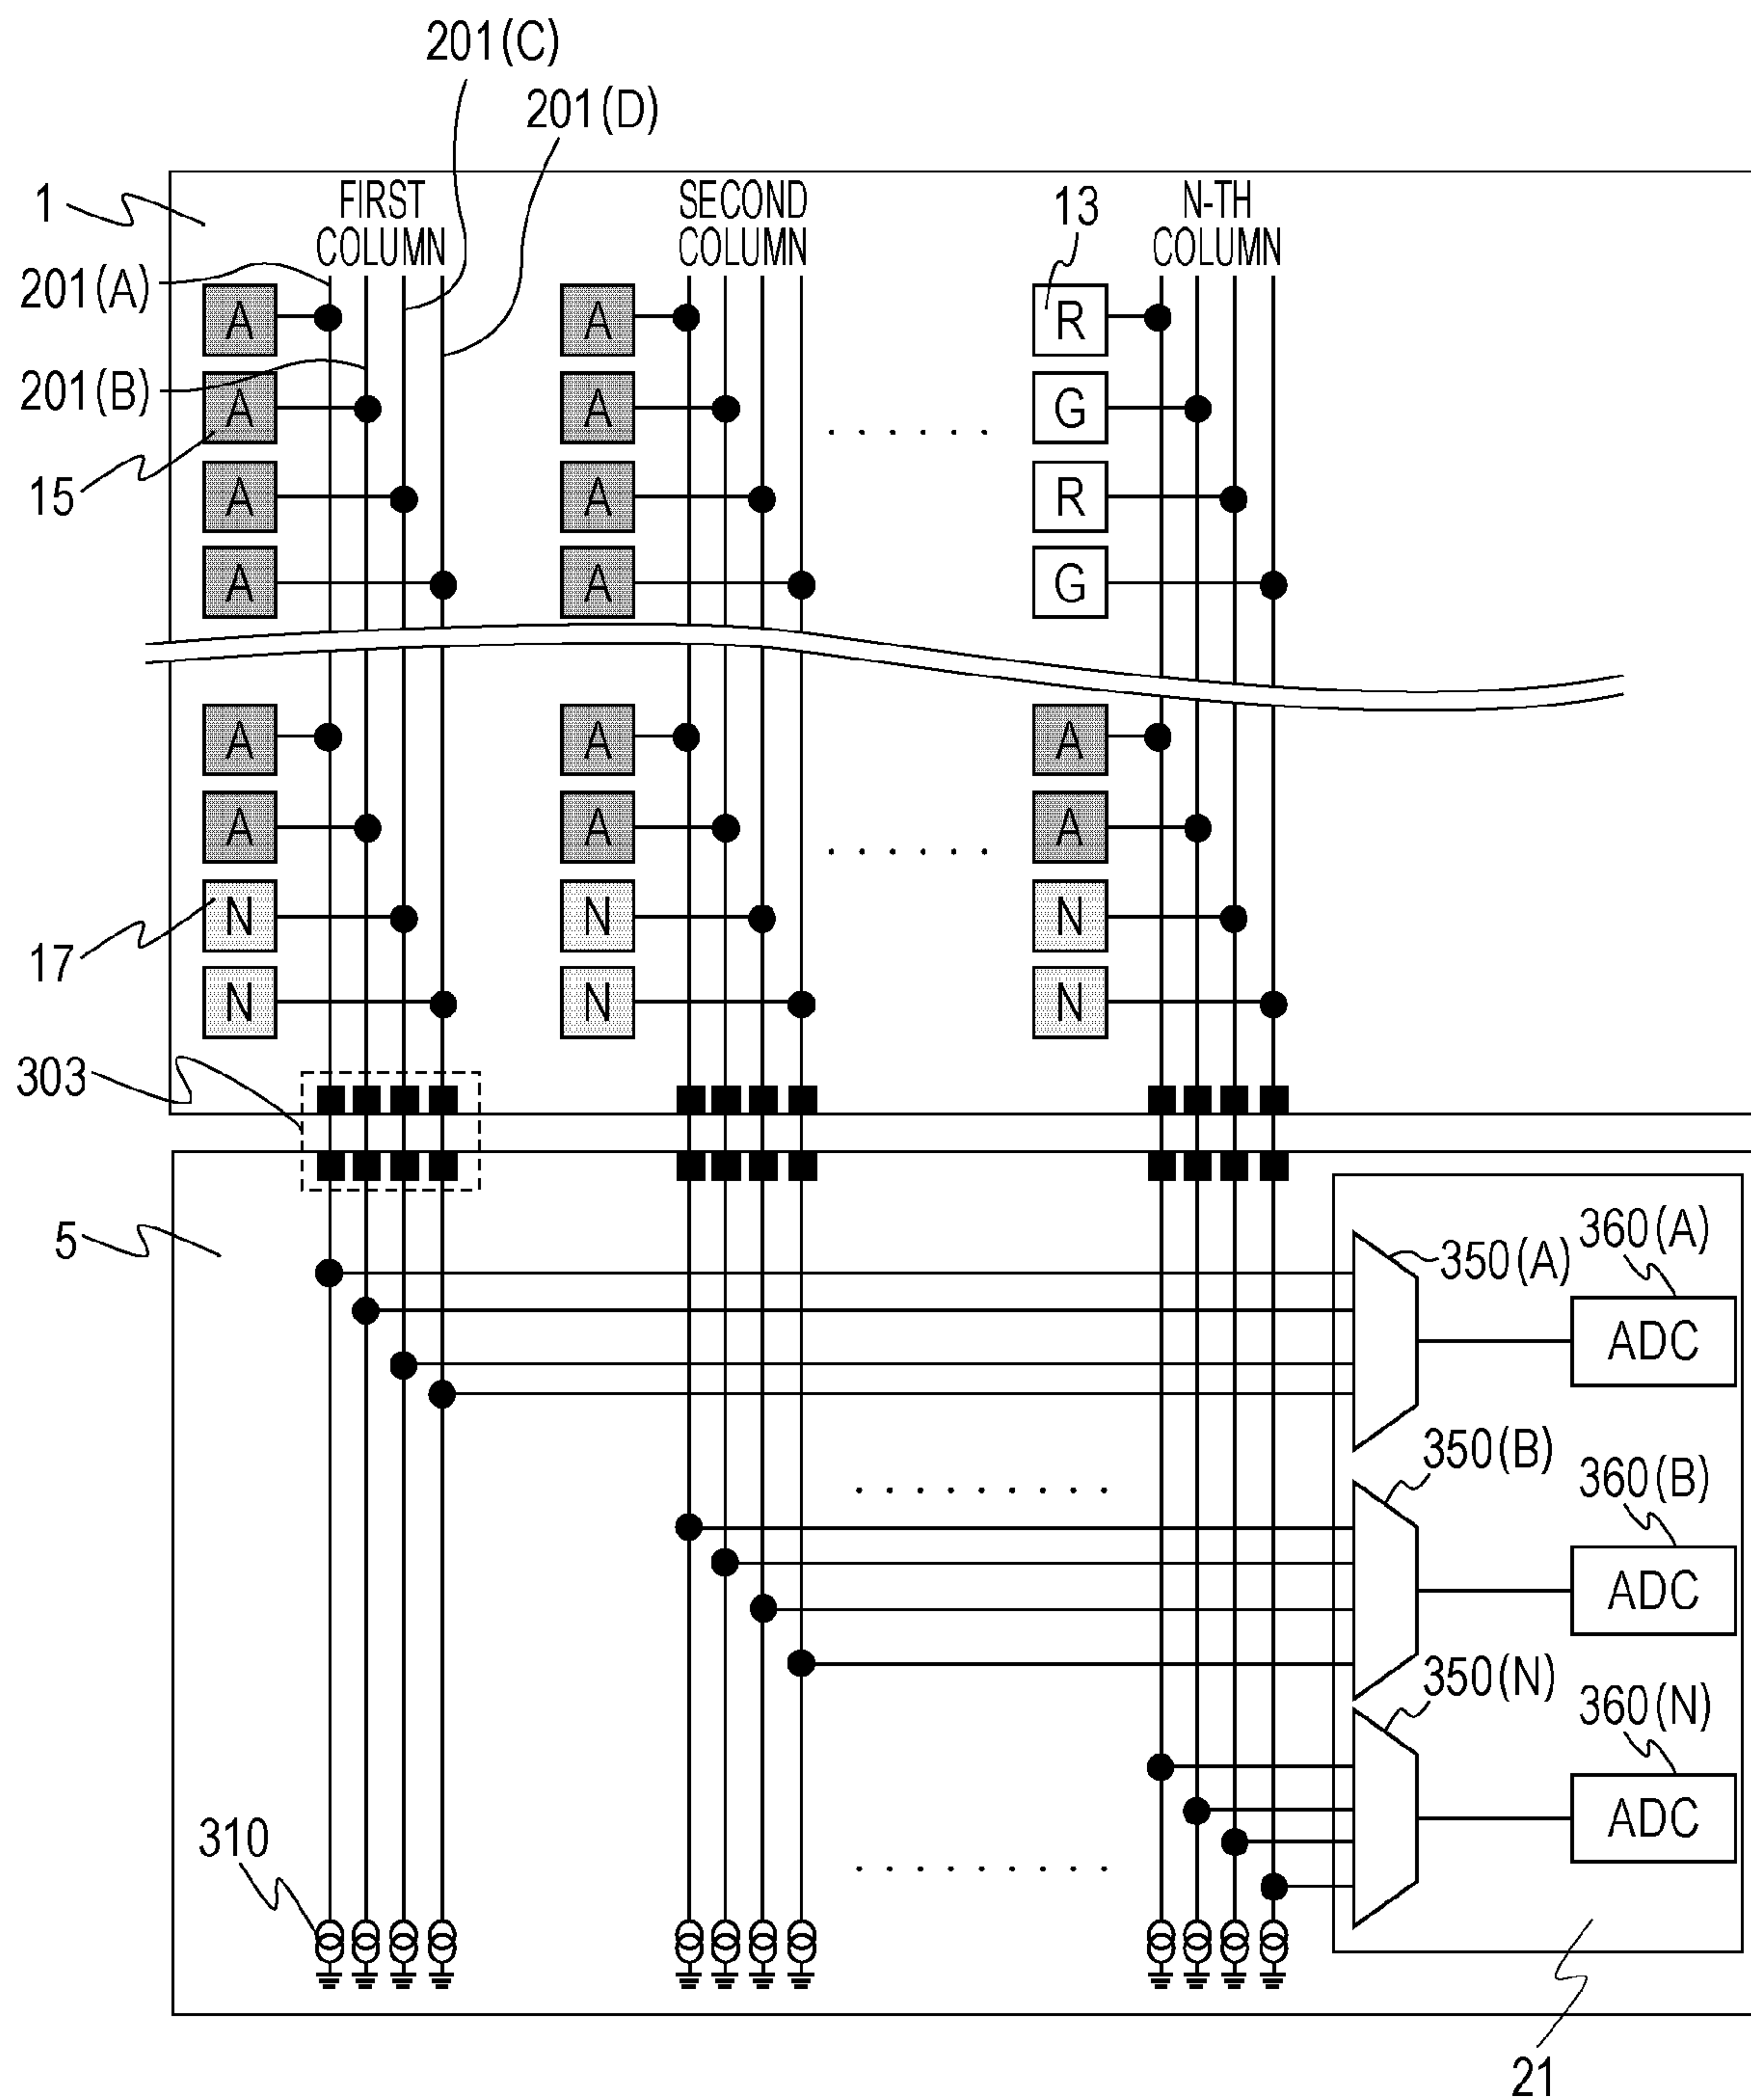 201(C)
201(D)
1
FIRST COLUMN
SECOND COLUMN
13
N-TH COLUMN
201(A)
A
A
R
201(B)
A
A
G
15
A
A
R
A
A
G
A
A
A
A
A
A
N
N
N
17
N
N
N
303
5
350(A)
360(A)
ADC
350(B)
360(B)
ADC
350(N)
360(N)
ADC
310
21